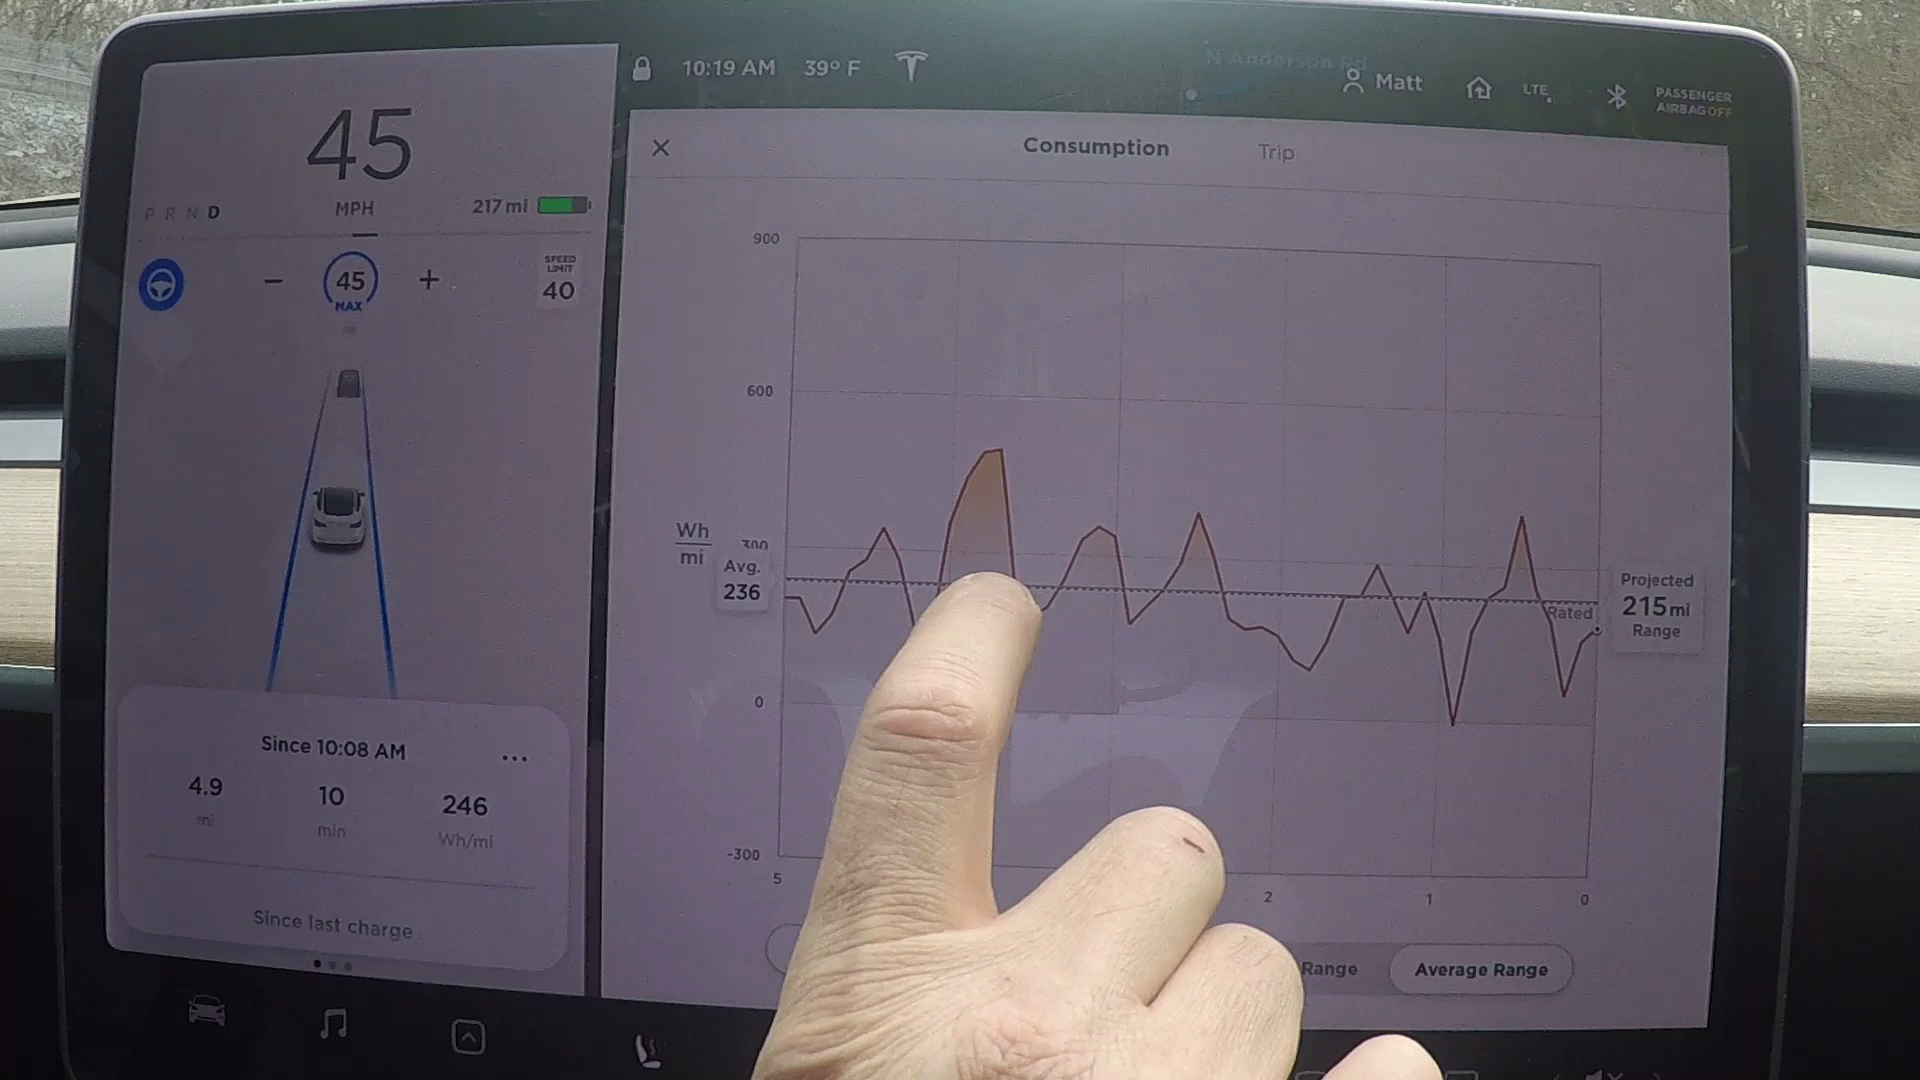 45
MPH
P R N D
217 mi
− 45 +
MAX
SPEED
LIMIT
40
Since 10:08 AM
4.9
mi
10
min
246
Wh/mi
Since last charge
10:19 AM 39° F
N Anderson Rd
Matt
LTE
PASSENGER
AIRBAG OFF
Consumption Trip
900
600
300
0
-300
Wh
mi
Avg.
236
Rated
Projected
215 mi
Range
5 2 1 0
Range Average Range